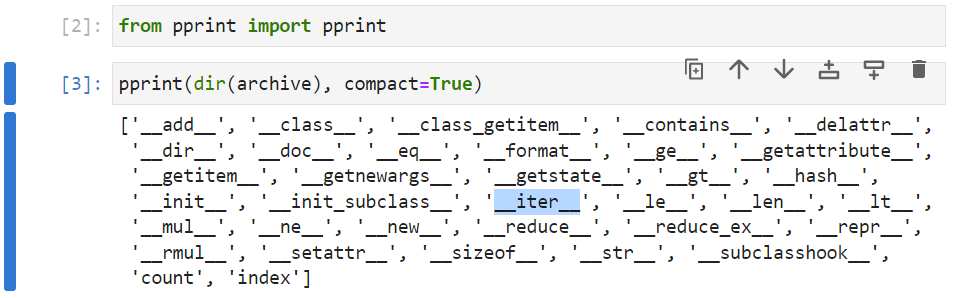 [2]: from pprint import pprint
[3]: pprint(dir(archive), compact=True)
['__add__', '__class__', '__class_getitem__', '__contains__', '__delattr__',
'__dir__', '__doc__', '__eq__', '__format__', '__ge__', '__getattribute__',
'__getitem__', '__getnewargs__', '__getstate__', '__gt__', '__hash__',
'__init__', '__init_subclass__', '__iter__', '__le__', '__len__', '__lt__',
'__mul__', '__ne__', '__new__', '__reduce__', '__reduce_ex__', '__repr__',
'__rmul__', '__setattr__', '__sizeof__', '__str__', '__subclasshook__',
'count', 'index']